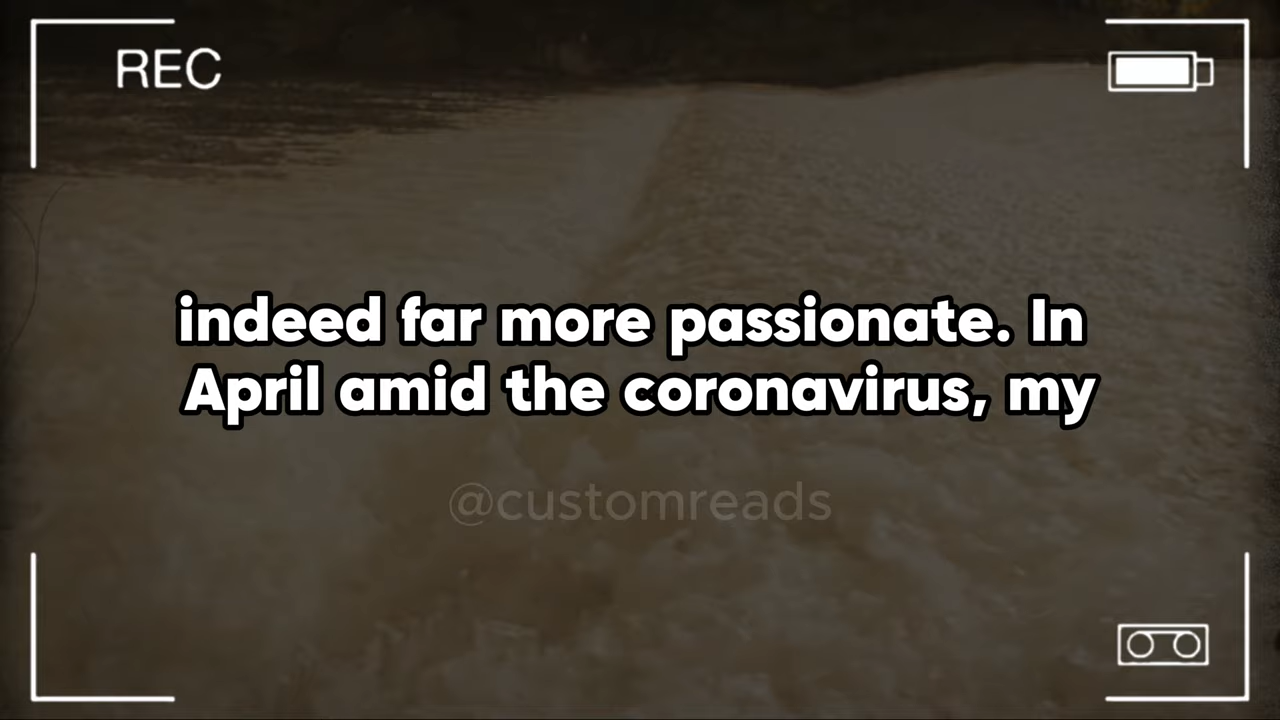 REC
indeed far more passionate. In
April amid the coronavirus, my
@customreads